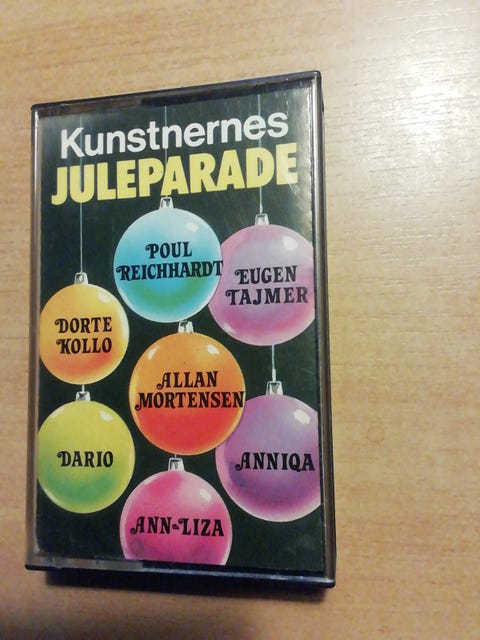 Kunstnernes
JULEPARADE
POUL
REICHHARDT
EUGEN
TAJMER
DORTE
KOLLO
ALLAN
MORTENSEN
DARIO
ANNIQA
ANN-LIZA